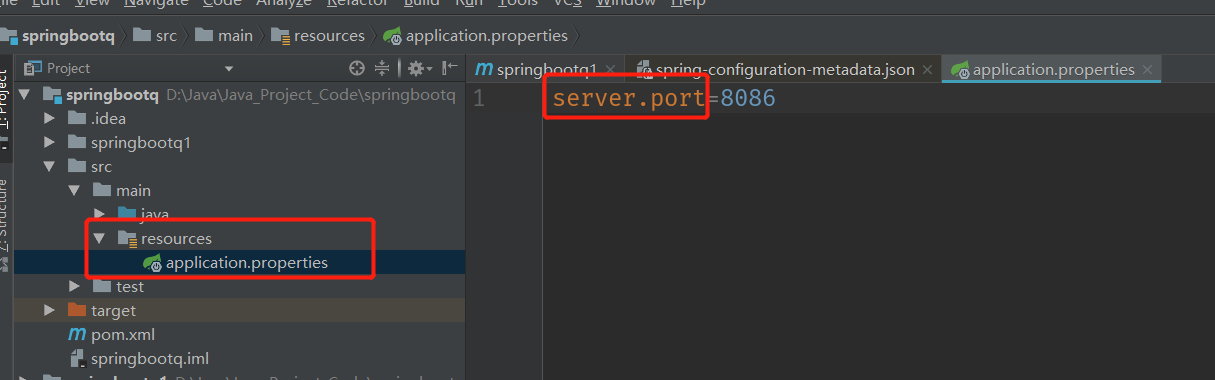 File Edit View Navigate Code Analyze Refactor Build Run Tools VCS Window Help
springbootq src main resources application.properties
Project
springbootq1 spring-configuration-metadata.json application.properties
1: Project
springbootq D:\Java\Java_Project_Code\springbootq
.idea
springbootq1
src
main
java
resources
application.properties
test
target
pom.xml
springbootq.iml
7: Structure
1 server.port=8086